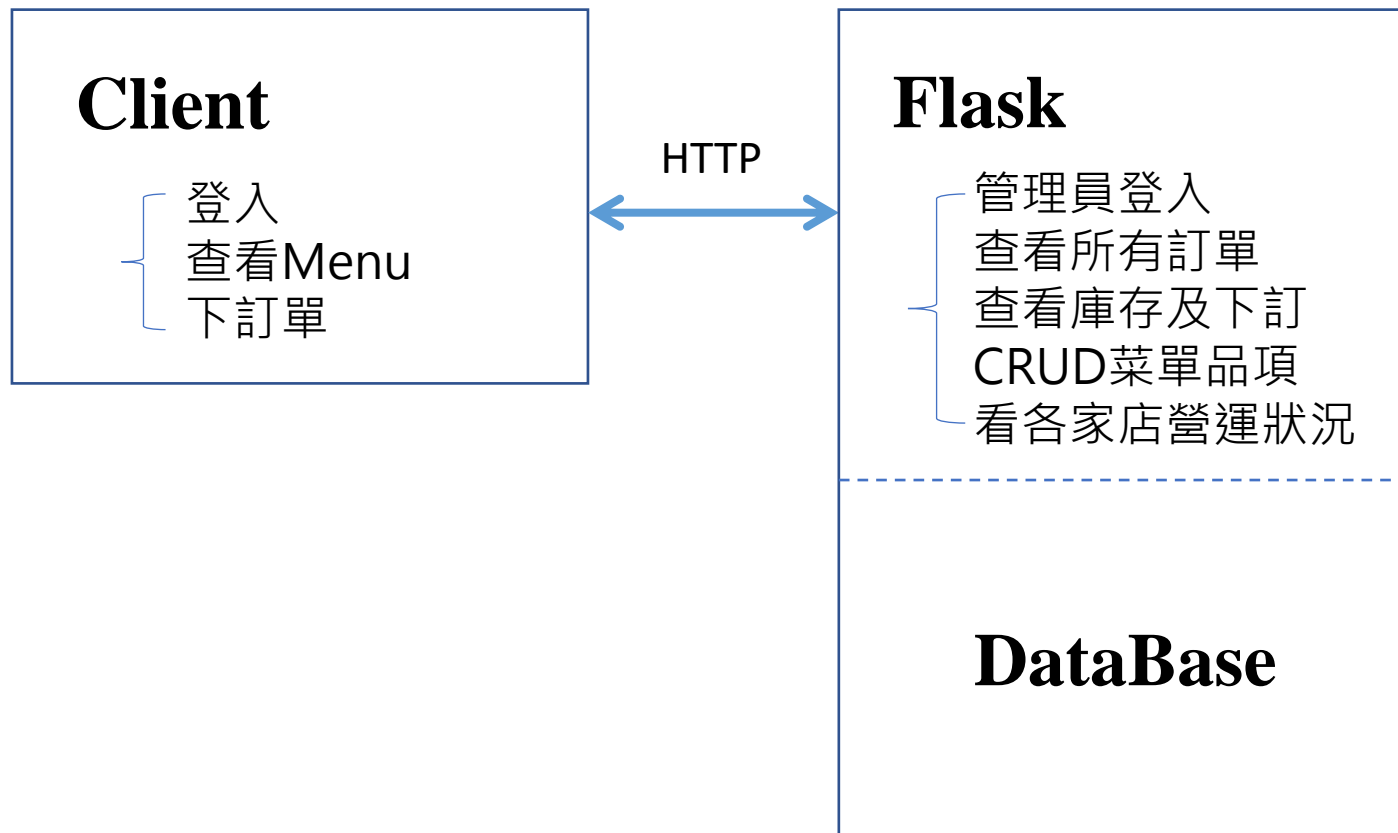 Client
登入
查看Menu
下訂單
HTTP
Flask
管理員登入
查看所有訂單
查看庫存及下訂
CRUD菜單品項
看各家店營運狀況
DataBase